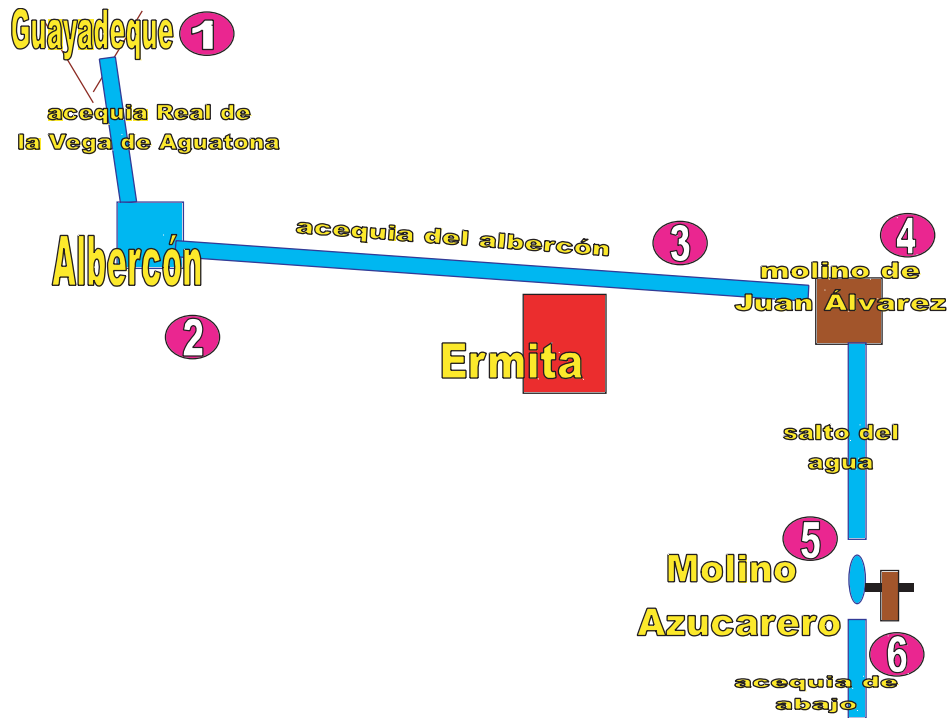 Guayadeque
1
acequia Real de
la Vega de Aguatona
Albercón
2
acequia del albercón
3
4
molino de
Juan Álvarez
Ermita
salto del
agua
5
Molino
Azucarero
6
acequia de
abajo